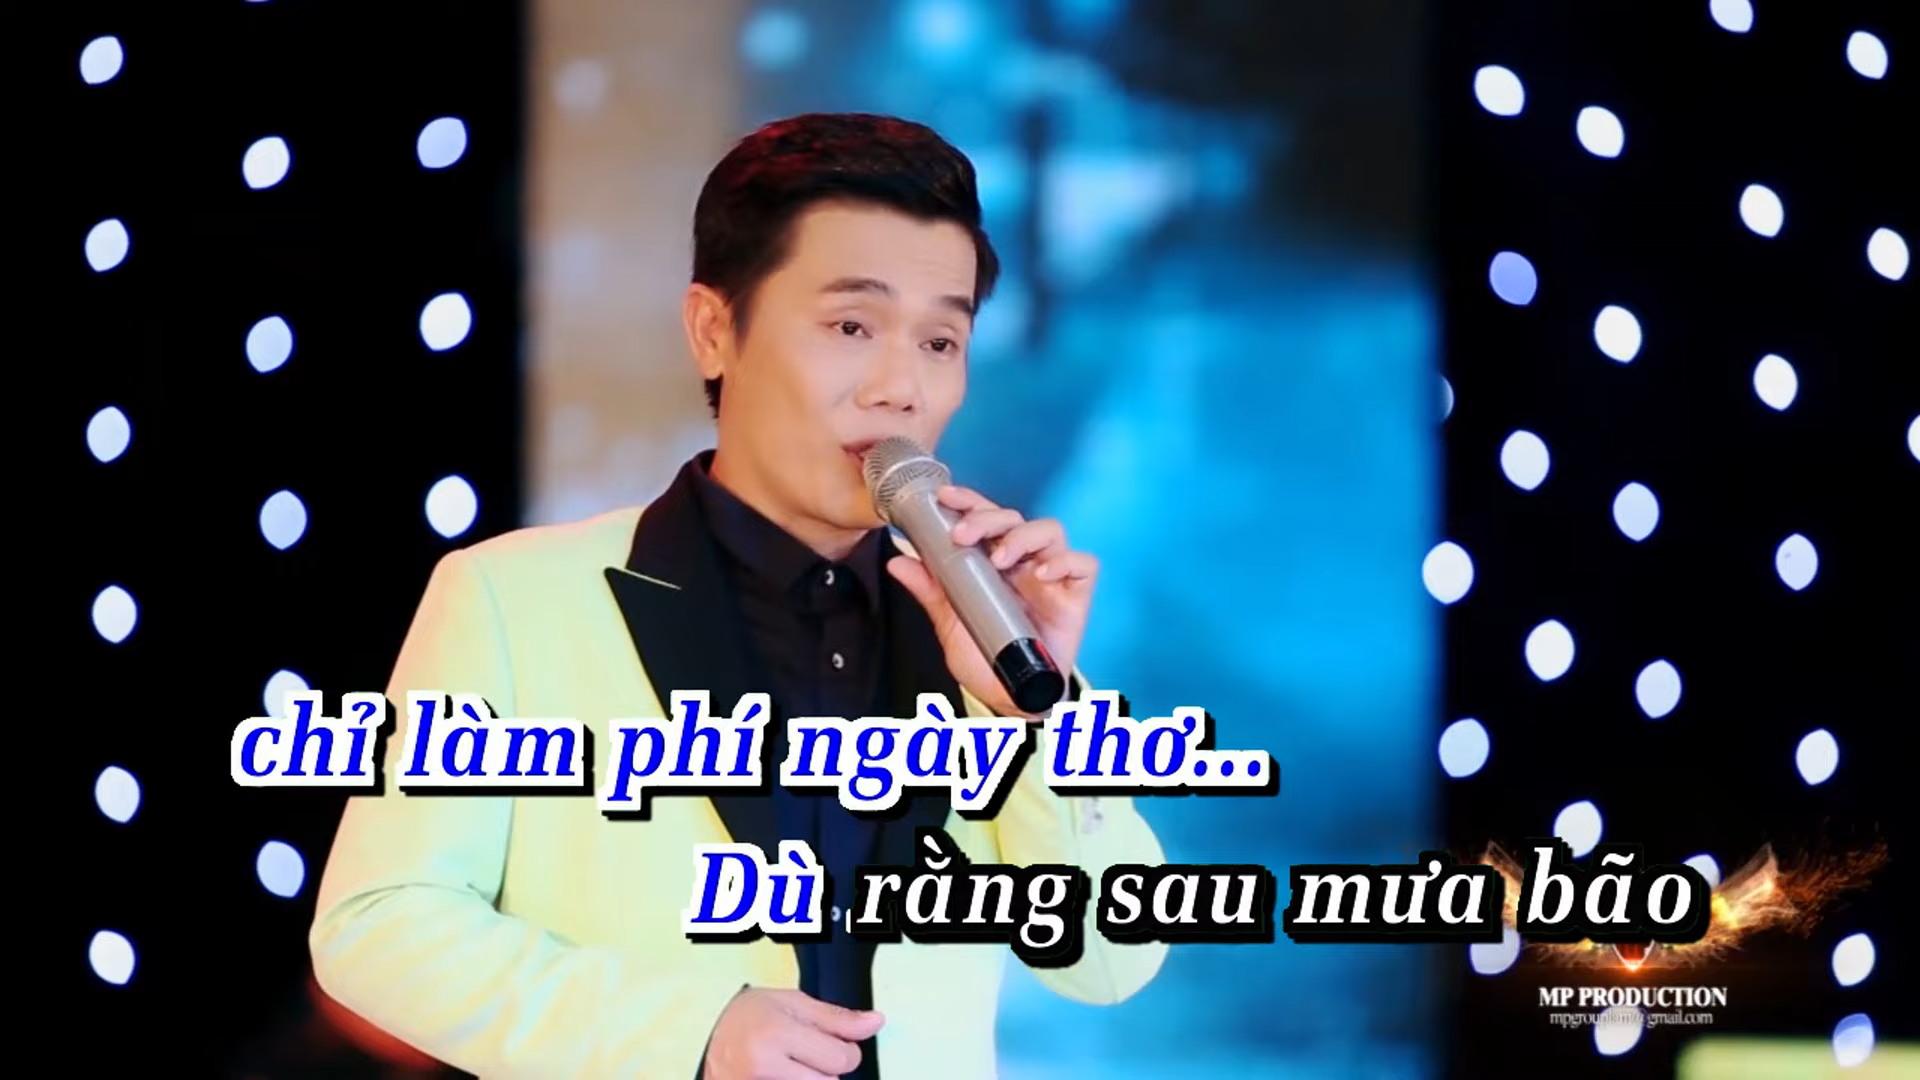 chỉ làm phí ngày thơ...
Dù rằng sau mưa bão
MP PRODUCTION